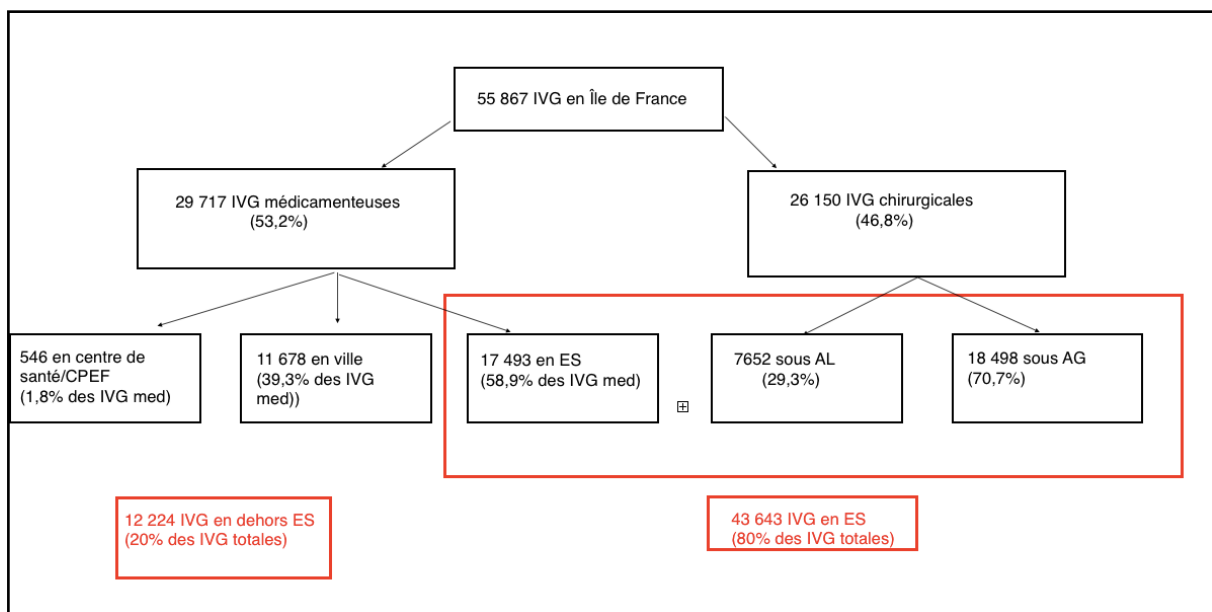 55 867 IVG en Île de France
29 717 IVG médicamenteuses
(53,2%)
26 150 IVG chirurgicales
(46,8%)
546 en centre de
santé/CPEF
(1,8% des IVG med)
11 678 en ville
(39,3% des IVG
med))
17 493 en ES
(58,9% des IVG med)
7652 sous AL
(29,3%)
18 498 sous AG
(70,7%)
12 224 IVG en dehors ES
(20% des IVG totales)
43 643 IVG en ES
(80% des IVG totales)